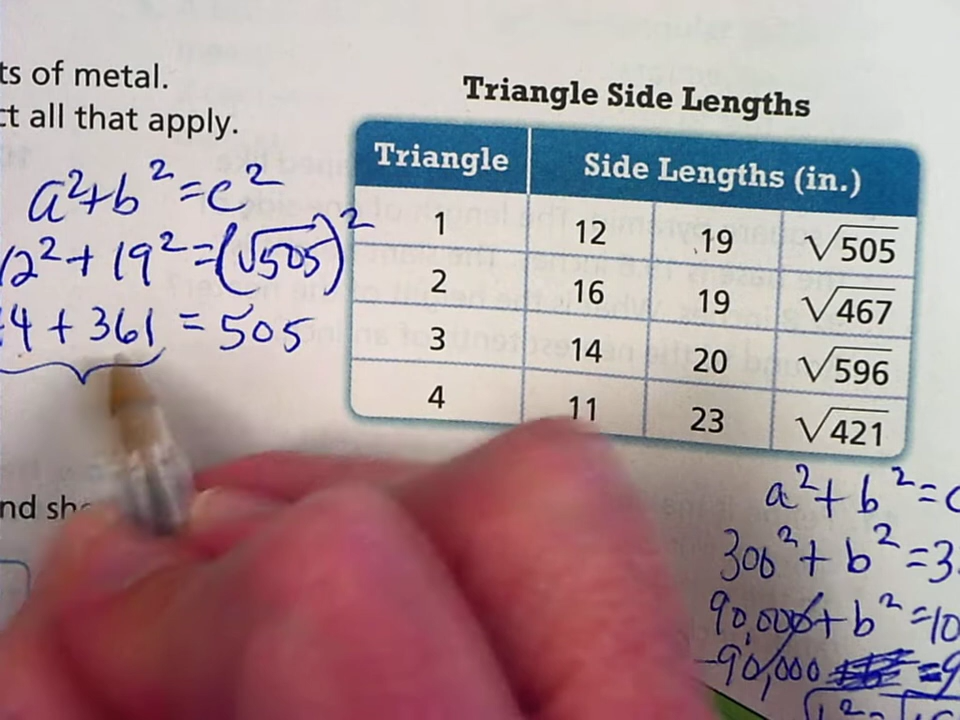 ts of metal.
ct all that apply.
a²+b²=c²
12²+19²=(√505)²
4 + 361 = 505
nd sh
Triangle Side Lengths
Triangle Side Lengths (in.)
1 12 19 √505
2 16 19 √467
3 14 20 √596
4 11 23 √421
a²+b²=c
300²+b²=3
90,000+b²=10
-90,000 =9